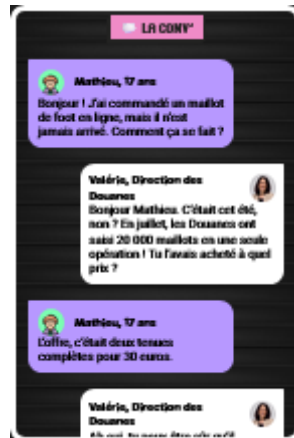 LA CONV'
Mathieu, 17 ans
Bonjour ! J'ai commandé un maillot
de foot en ligne, mais il n'est
jamais arrivé. Comment ça se fait ?
Valérie, Direction des
Douanes
Bonjour Mathieu. C'était cet été,
non ? En juillet, les Douanes ont
saisi 20 000 maillots en une seule
opération ! Tu l'avais acheté à quel
prix ?
Mathieu, 17 ans
L'offre, c'était deux tenues
complètes pour 30 euros.
Valérie, Direction des
Douanes